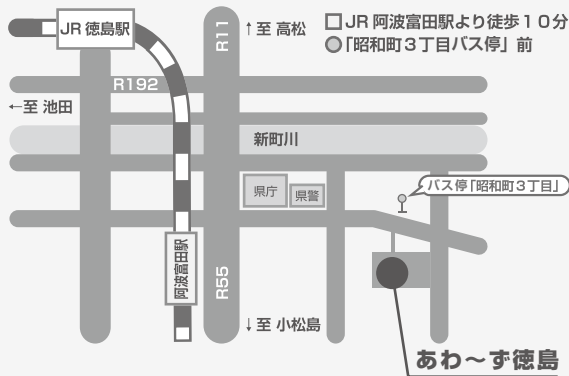 JR 徳島駅
R11
↑至 高松
□JR 阿波富田駅より徒歩10分
○「昭和町3丁目バス停」前
R192
←至 池田
新町川
県庁
県警
バス停「昭和町3丁目」
阿波富田駅
R55
↓至 小松島
あわ〜ず徳島